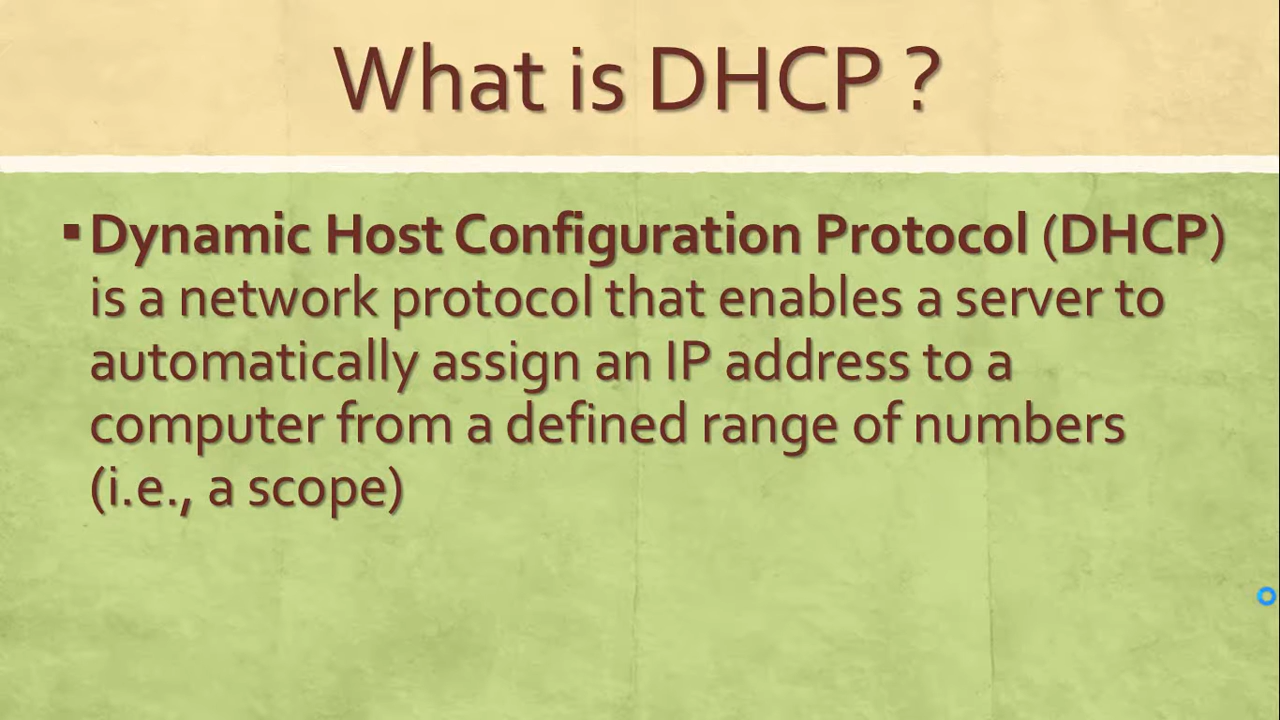 What is DHCP ?
▪ Dynamic Host Configuration Protocol (DHCP)
is a network protocol that enables a server to
automatically assign an IP address to a
computer from a defined range of numbers
(i.e., a scope)